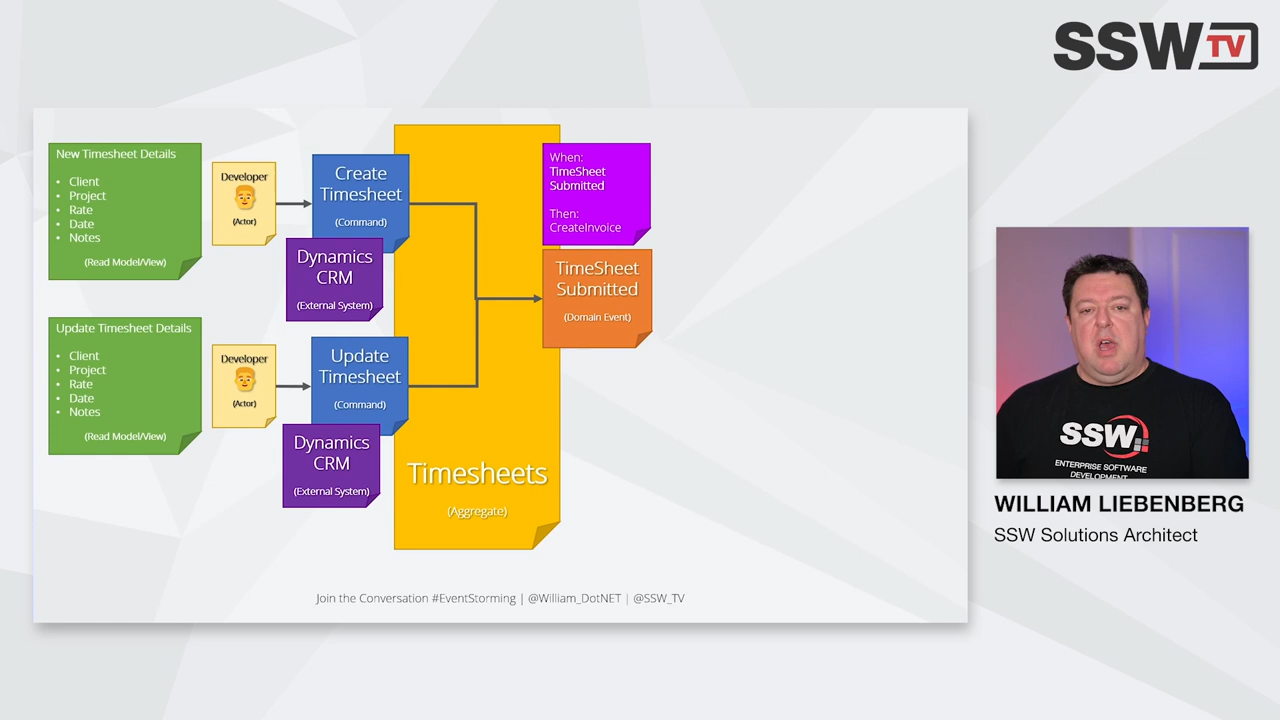 SSW TV
New Timesheet Details
• Client
• Project
• Rate
• Date
• Notes
(Read Model/View)
Developer
(Actor)
Create
Timesheet
(Command)
Dynamics
CRM
(External System)
When:
TimeSheet
Submitted
Then:
CreateInvoice
TimeSheet
Submitted
(Domain Event)
Update Timesheet Details
• Client
• Project
• Rate
• Date
• Notes
(Read Model/View)
Developer
(Actor)
Update
Timesheet
(Command)
Dynamics
CRM
(External System)
Timesheets
(Aggregate)
Join the Conversation #EventStorming | @William_DotNET | @SSW_TV
SSW
ENTERPRISE SOFTWARE
DEVELOPMENT
WILLIAM LIEBENBERG
SSW Solutions Architect